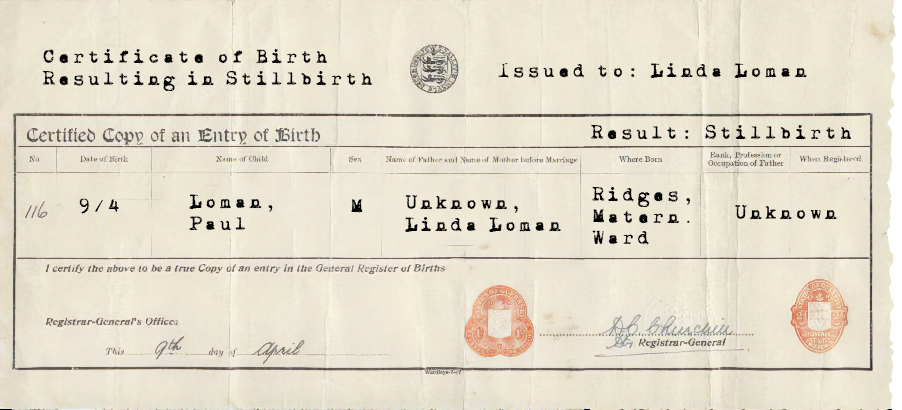 Certificate of Birth
Resulting in Stillbirth
Issued to: Linda Loman
Certified Copy of an Entry of Birth
Result: Stillbirth
No. Date of Birth Name of Child Sex Name of Father and Name of Mother before Marriage Where Born Rank, Profession or Occupation of Father When Registered
116 9/4 Loman, Paul M Unknown, Linda Loman Ridges, Matern. Ward Unknown
I certify the above to be a true Copy of an entry in the General Register of Births
Registrar-General's Offices
This 9th day of April
Registrar-General